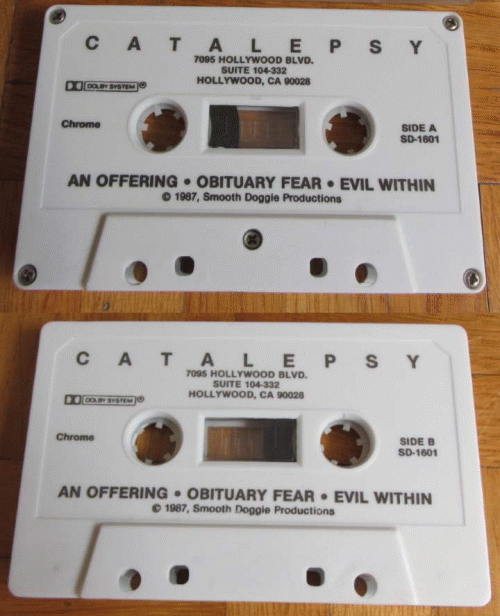 C A T A L E P S Y
7095 HOLLYWOOD BLVD.
SUITE 104-332
HOLLYWOOD, CA 90028
DOLBY SYSTEM ®
Chrome
SIDE A
SD-1601
AN OFFERING • OBITUARY FEAR • EVIL WITHIN
© 1987, Smooth Doggie Productions
C A T A L E P S Y
7095 HOLLYWOOD BLVD.
SUITE 104-332
HOLLYWOOD, CA 90028
DOLBY SYSTEM ®
Chrome
SIDE B
SD-1601
AN OFFERING • OBITUARY FEAR • EVIL WITHIN
© 1987, Smooth Doggie Productions